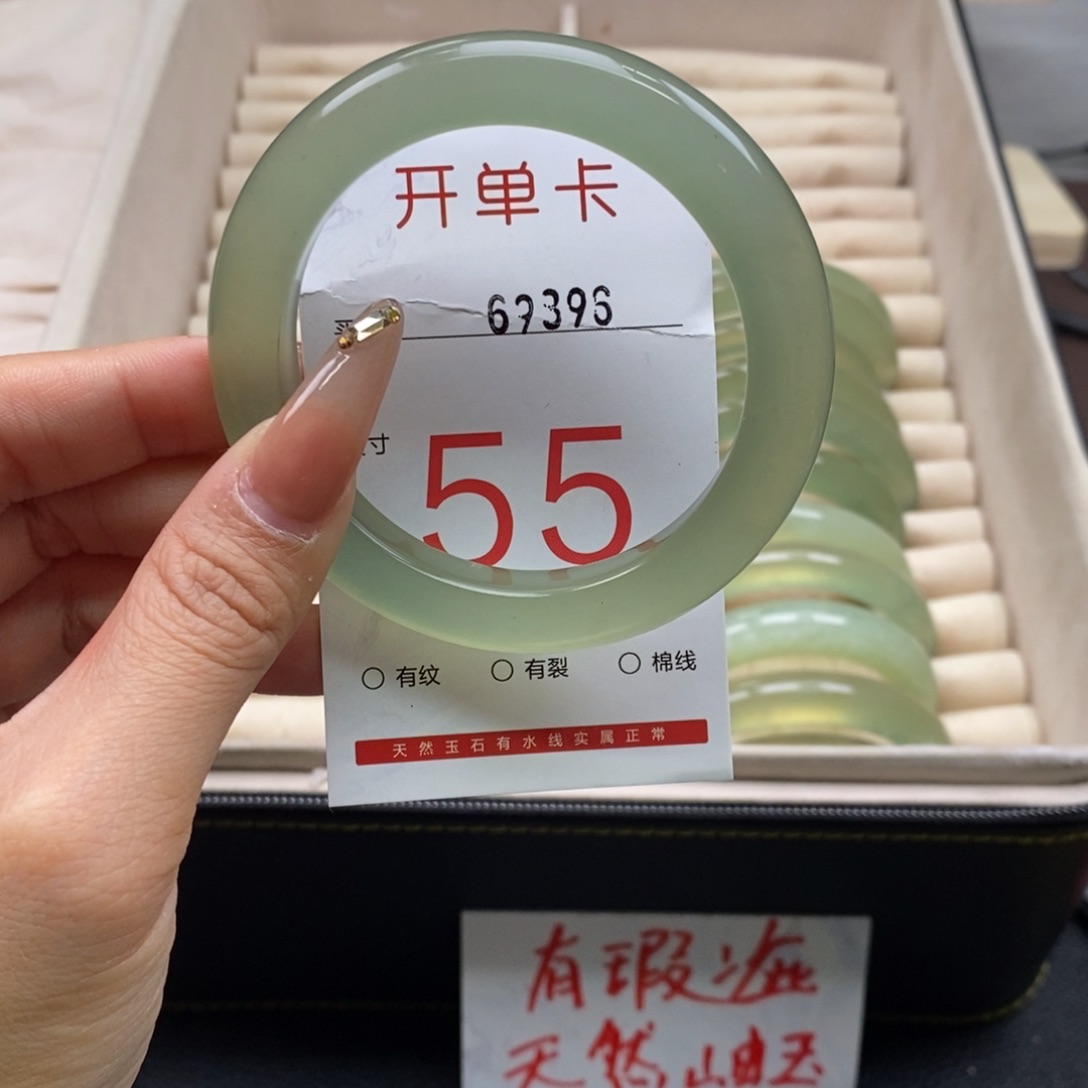 开单卡
69396
寸
55
有纹 有裂 棉线
天然玉石有水线实属正常
有瑕疵
天然岫玉